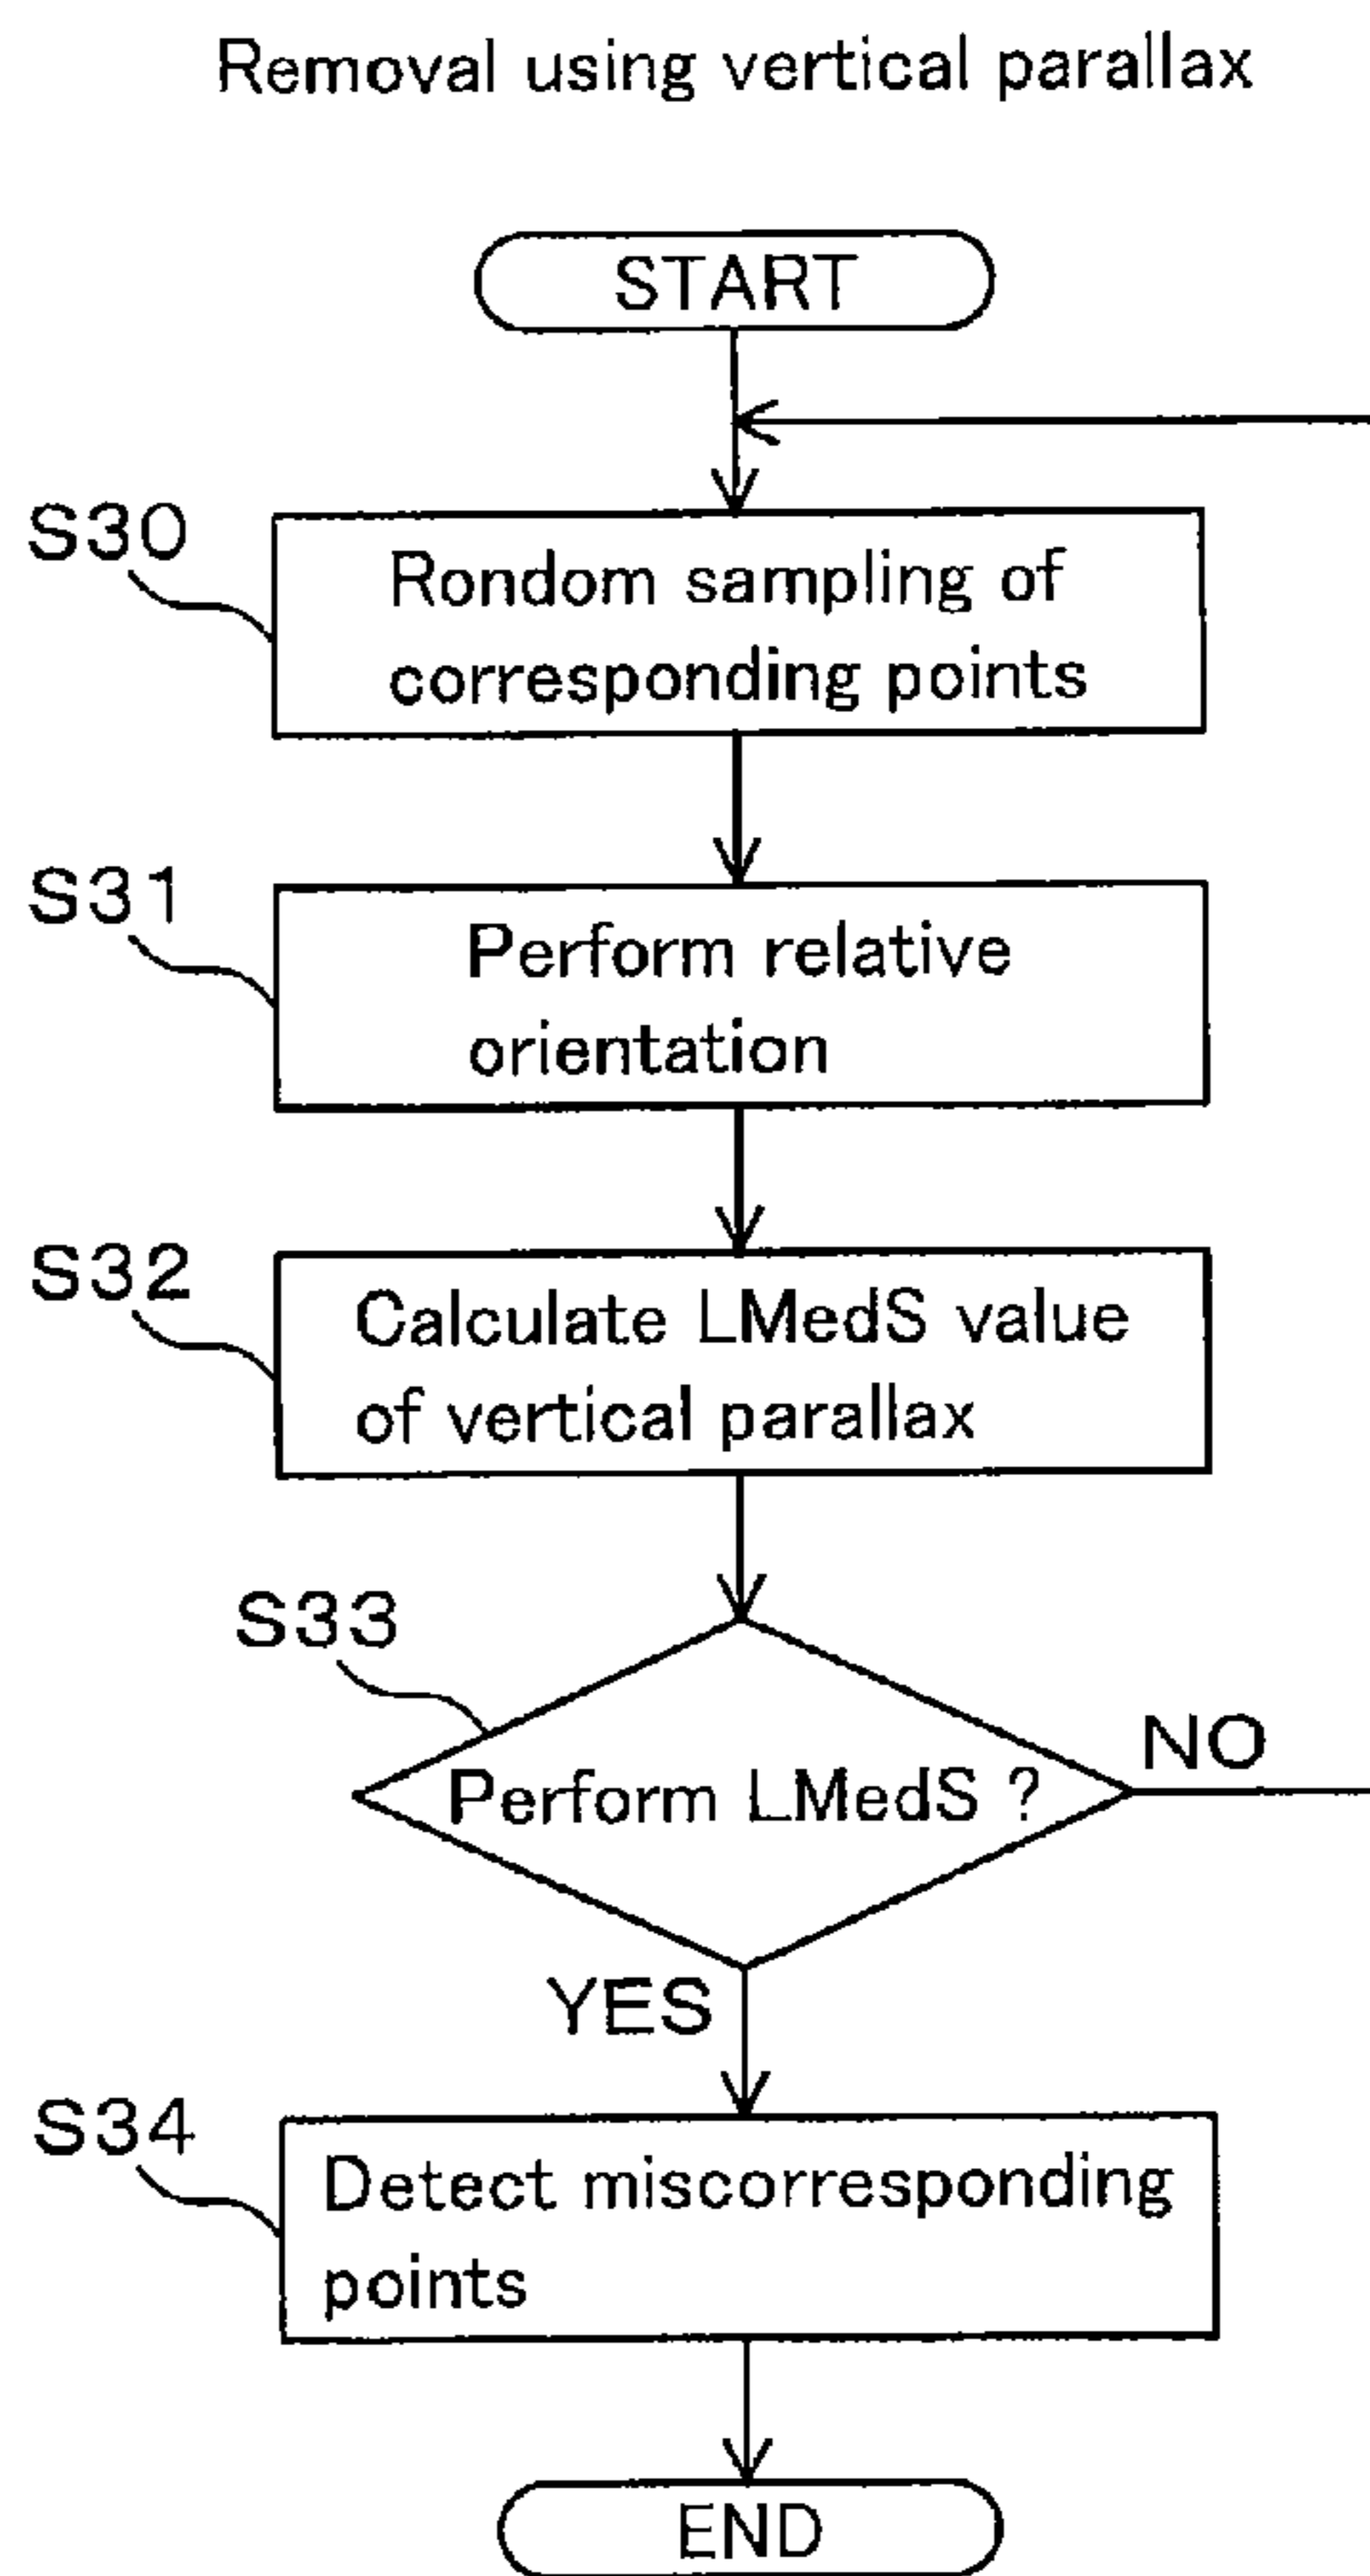 Removal using vertical parallax
START
S30
Rondom sampling of
corresponding points
S31
Perform relative
orientation
S32
Calculate LMedS value
of vertical parallax
S33
Perform LMedS ?
NO
YES
S34
Detect miscorresponding
points
END